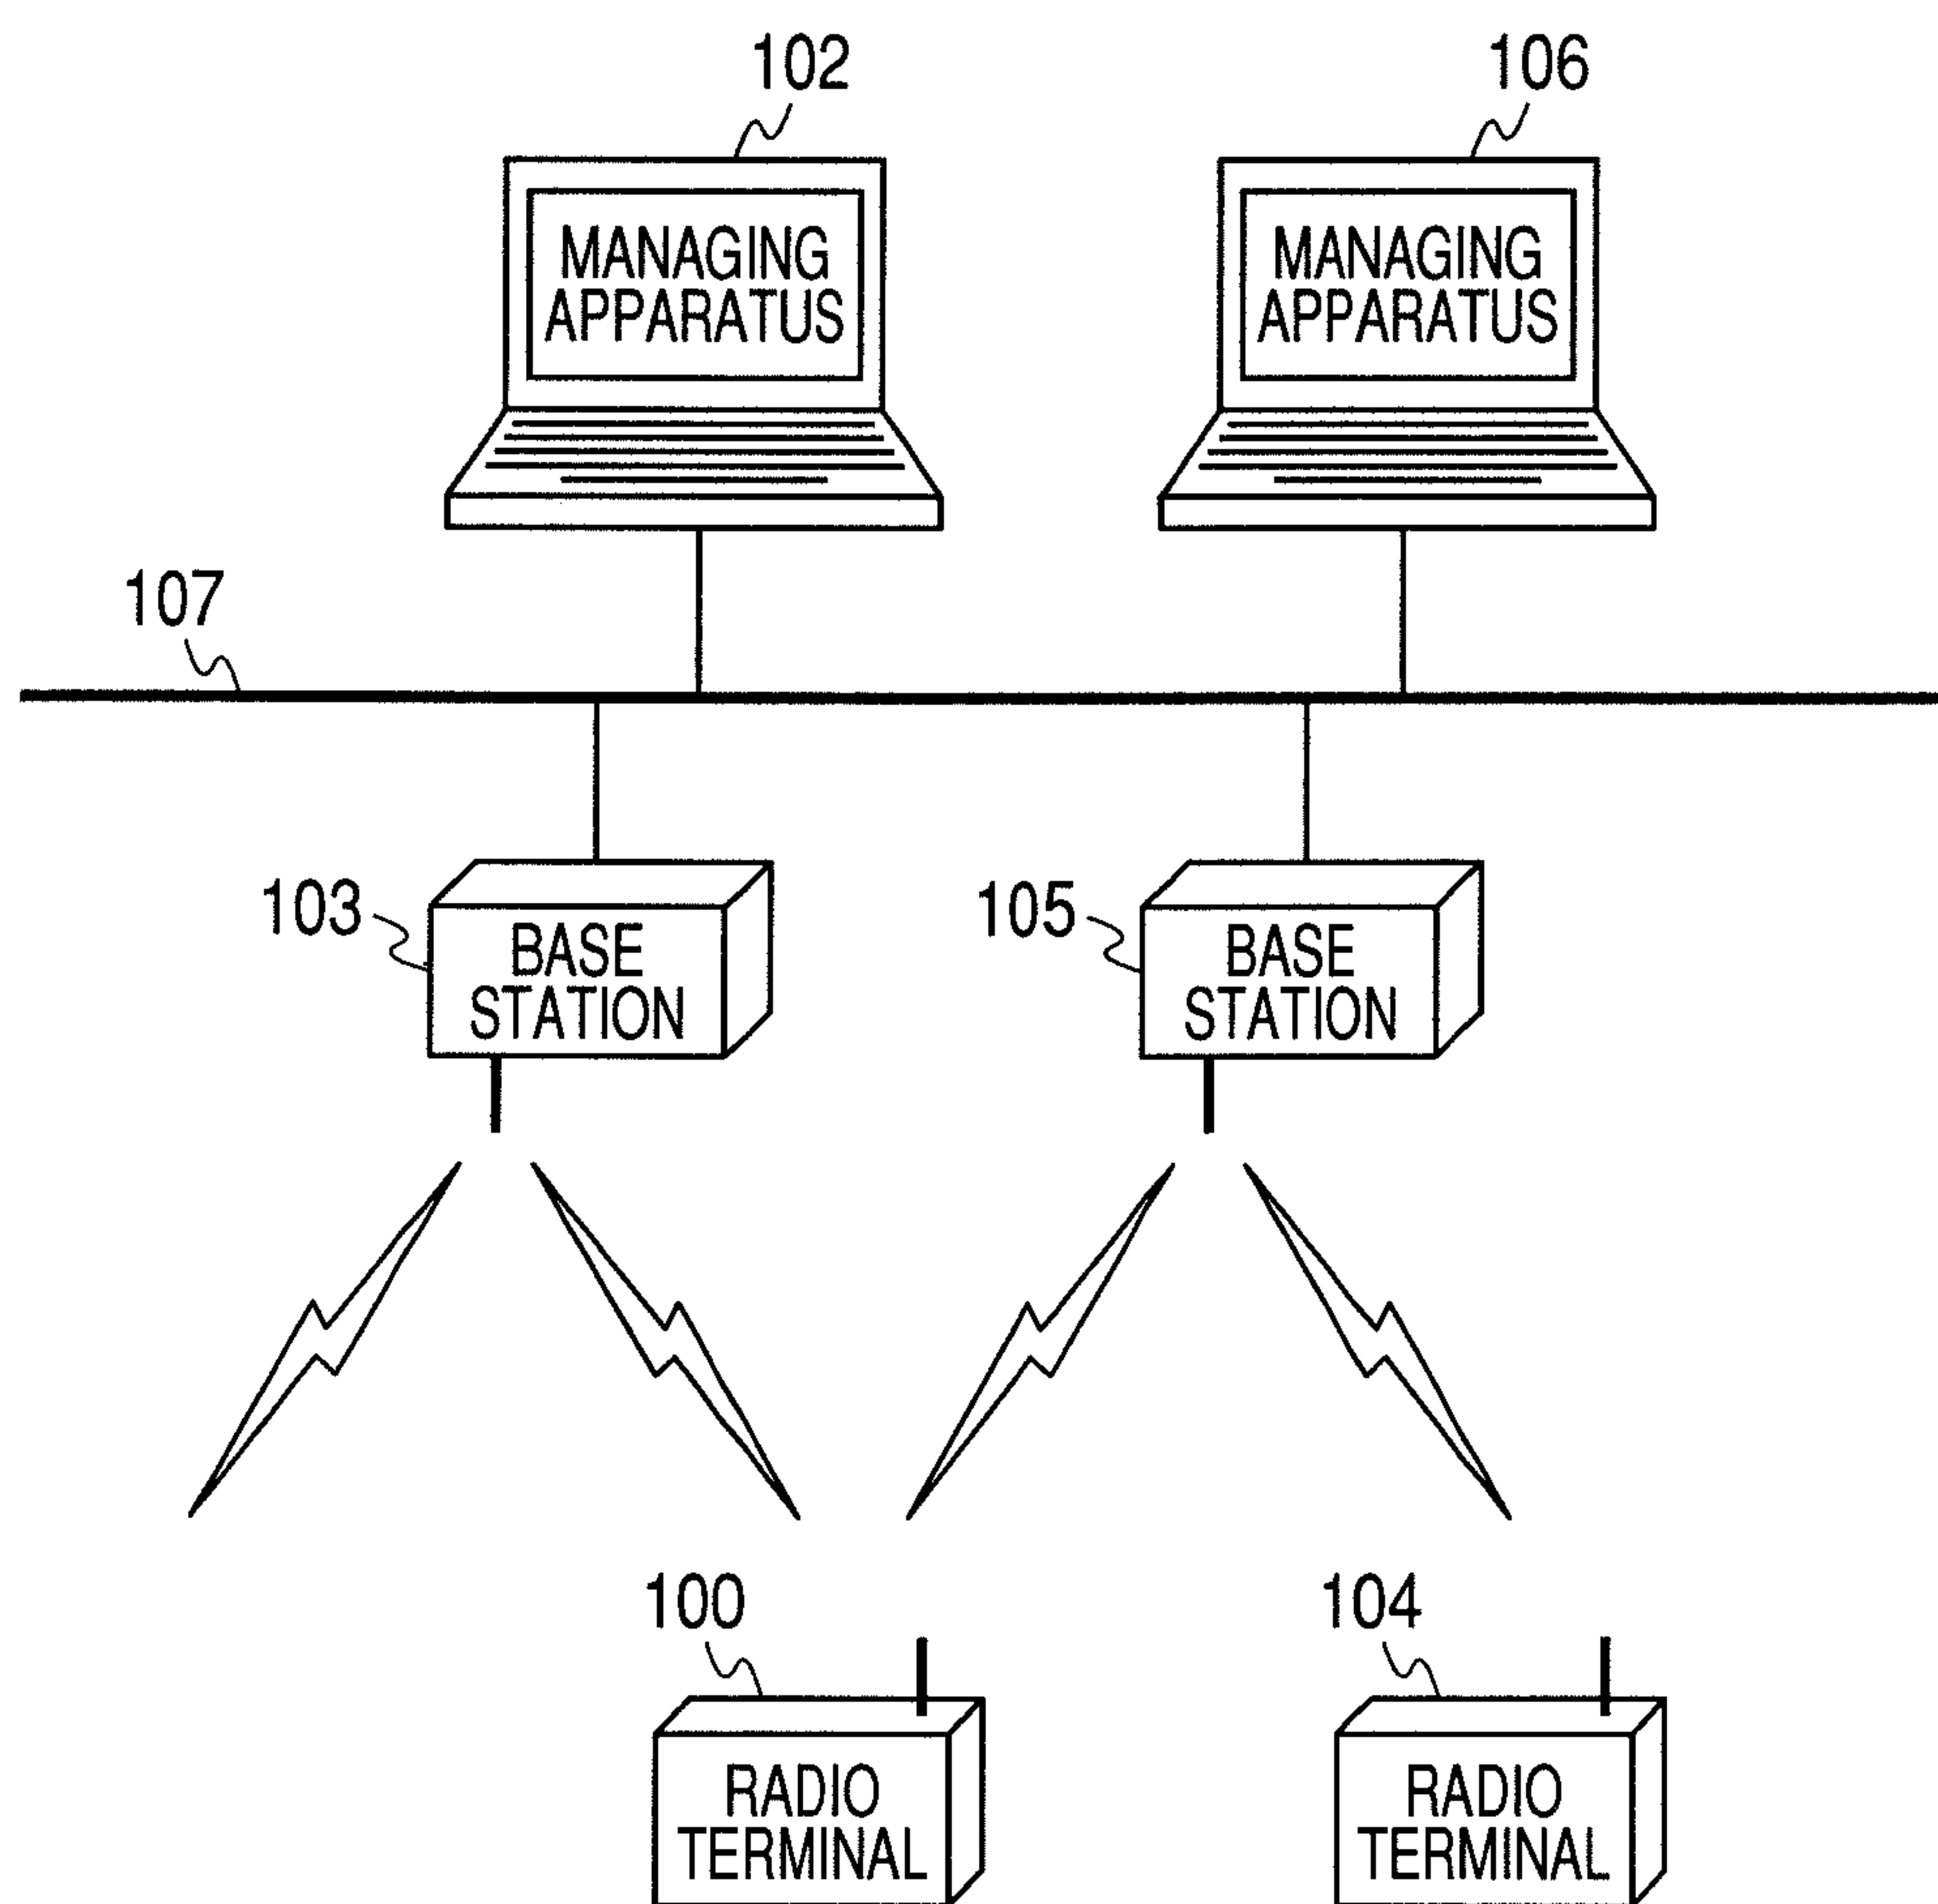 102
106
MANAGING
APPARATUS
MANAGING
APPARATUS
107
103
BASE
STATION
105
BASE
STATION
100
104
RADIO
TERMINAL
RADIO
TERMINAL